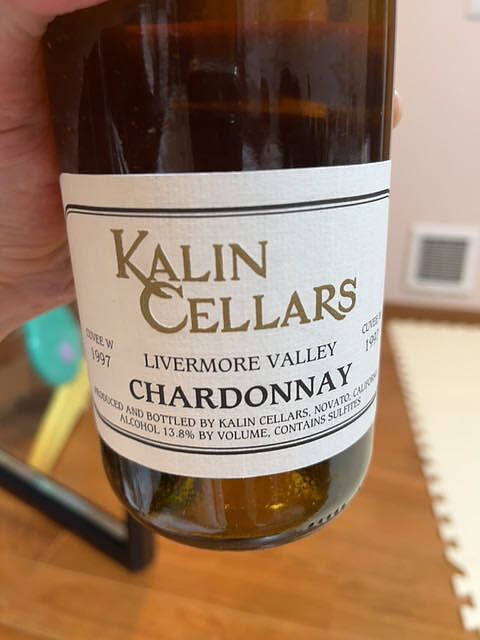 KALIN
CELLARS
CUVEE W
1997
CUVEE W
LIVERMORE VALLEY
CHARDONNAY
PRODUCED AND BOTTLED BY KALIN CELLARS, NOVATO, CALIFORNIA
ALCOHOL 13.8% BY VOLUME, CONTAINS SULFITES